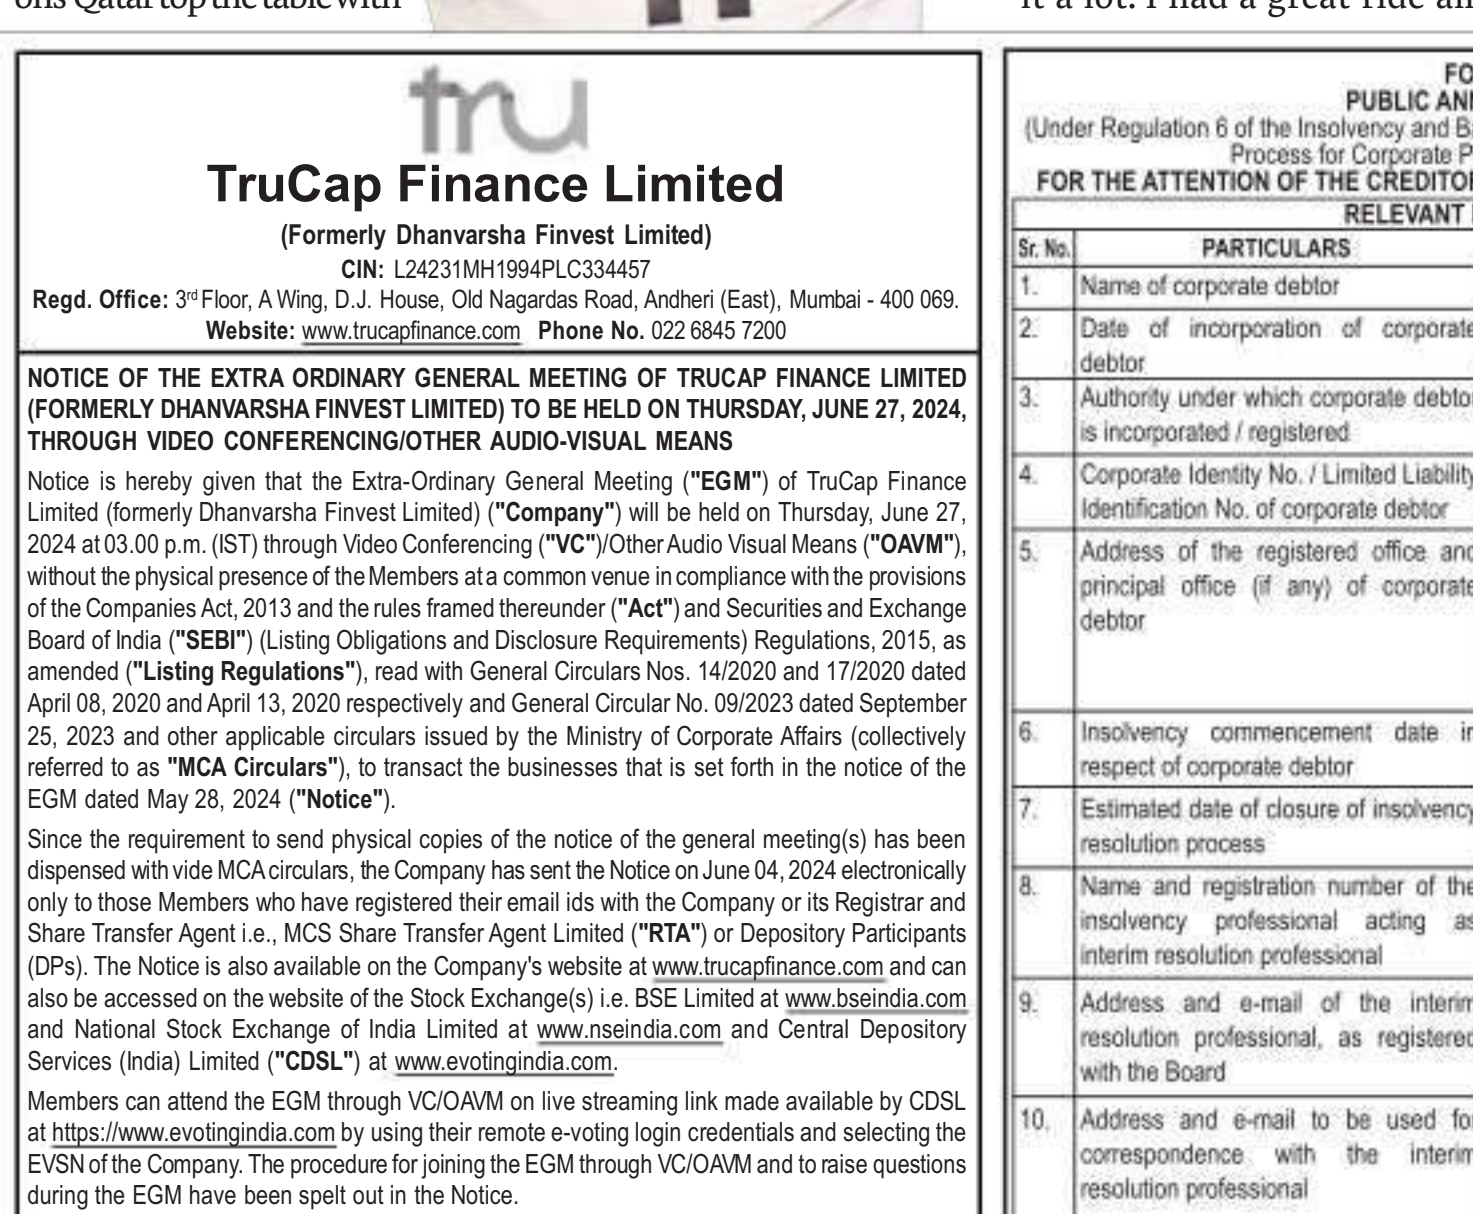 ons Qatar top the table with
it a lot. I had a great ride an
tru
TruCap Finance Limited
(Formerly Dhanvarsha Finvest Limited)
CIN: L24231MH1994PLC334457
Regd. Office: 3rd Floor, A Wing, D.J. House, Old Nagardas Road, Andheri (East), Mumbai - 400 069.
Website: www.trucapfinance.com Phone No. 022 6845 7200
NOTICE OF THE EXTRA ORDINARY GENERAL MEETING OF TRUCAP FINANCE LIMITED
(FORMERLY DHANVARSHA FINVEST LIMITED) TO BE HELD ON THURSDAY, JUNE 27, 2024,
THROUGH VIDEO CONFERENCING/OTHER AUDIO-VISUAL MEANS
Notice is hereby given that the Extra-Ordinary General Meeting ("EGM") of TruCap Finance
Limited (formerly Dhanvarsha Finvest Limited) ("Company") will be held on Thursday, June 27,
2024 at 03.00 p.m. (IST) through Video Conferencing ("VC")/Other Audio Visual Means ("OAVM"),
without the physical presence of the Members at a common venue in compliance with the provisions
of the Companies Act, 2013 and the rules framed thereunder ("Act") and Securities and Exchange
Board of India ("SEBI") (Listing Obligations and Disclosure Requirements) Regulations, 2015, as
amended ("Listing Regulations"), read with General Circulars Nos. 14/2020 and 17/2020 dated
April 08, 2020 and April 13, 2020 respectively and General Circular No. 09/2023 dated September
25, 2023 and other applicable circulars issued by the Ministry of Corporate Affairs (collectively
referred to as "MCA Circulars"), to transact the businesses that is set forth in the notice of the
EGM dated May 28, 2024 ("Notice").
Since the requirement to send physical copies of the notice of the general meeting(s) has been
dispensed with vide MCA circulars, the Company has sent the Notice on June 04, 2024 electronically
only to those Members who have registered their email ids with the Company or its Registrar and
Share Transfer Agent i.e., MCS Share Transfer Agent Limited ("RTA") or Depository Participants
(DPs). The Notice is also available on the Company's website at www.trucapfinance.com and can
also be accessed on the website of the Stock Exchange(s) i.e. BSE Limited at www.bseindia.com
and National Stock Exchange of India Limited at www.nseindia.com and Central Depository
Services (India) Limited ("CDSL") at www.evotingindia.com.
Members can attend the EGM through VC/OAVM on live streaming link made available by CDSL
at https://www.evotingindia.com by using their remote e-voting login credentials and selecting the
EVSN of the Company. The procedure for joining the EGM through VC/OAVM and to raise questions
during the EGM have been spelt out in the Notice.
FO
PUBLIC ANN
(Under Regulation 6 of the Insolvency and Ba
Process for Corporate P
FOR THE ATTENTION OF THE CREDITOR
RELEVANT
Sr. No. PARTICULARS
1. Name of corporate debtor
2. Date of incorporation of corporate
debtor
3. Authority under which corporate debtor
is incorporated / registered
4. Corporate Identity No. / Limited Liability
Identification No. of corporate debtor
5. Address of the registered office and
principal office (if any) of corporate
debtor
6. Insolvency commencement date in
respect of corporate debtor
7. Estimated date of closure of insolvency
resolution process
8. Name and registration number of the
insolvency professional acting as
interim resolution professional
9. Address and e-mail of the interim
resolution professional, as registered
with the Board
10. Address and e-mail to be used for
correspondence with the interim
resolution professional